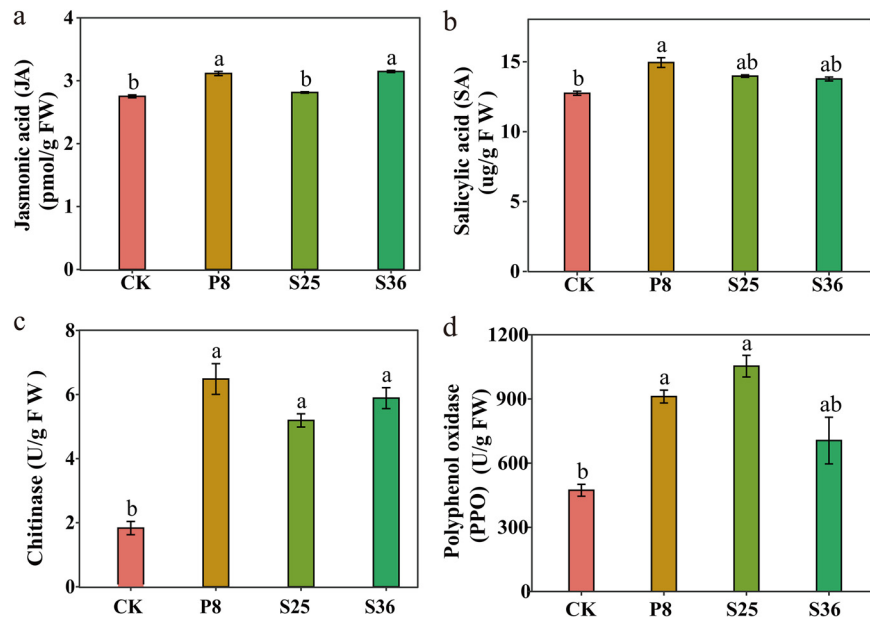 a
Jasmonic acid (JA)
(pmol/g FW)
4
3
2
1
0
b
a
b
a
CK
P8
S25
S36
b
Salicylic acid (SA)
(ug/g F W)
15
10
5
0
b
a
ab
ab
CK
P8
S25
S36
c
Chitinase (U/g F W)
8
6
4
2
0
b
a
a
a
CK
P8
S25
S36
d
Polyphenol oxidase
(PPO) (U/g FW)
1200
900
600
300
0
b
a
a
ab
CK
P8
S25
S36